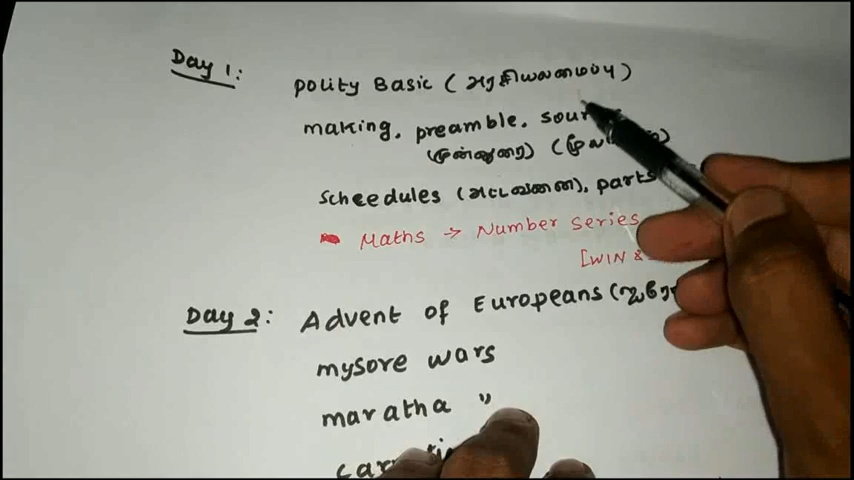 Day 1:
Polity Basic (அரசியலமைப்பு)
making, preamble,
(முன்னுரை)
Scheedules (அட்டவணை), parts
Maths → Number Series
[WIN &
Day 2: Advent of Europeans
mysore wars
maratha "